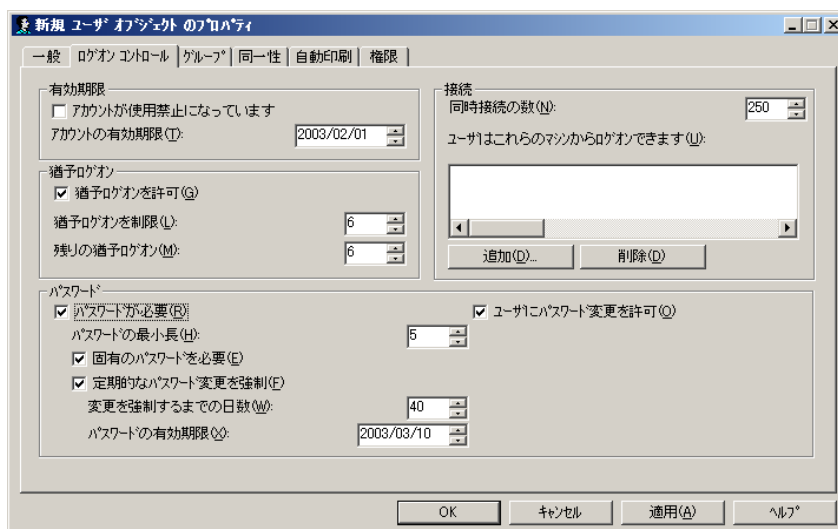 新規 ユーザ オブジェクト のプロパティ
一般 ログオン コントロール グループ 同一性 自動印刷 権限
有効期限
アカウントが使用禁止になっています
アカウントの有効期限(T): 2003/02/01
猶予ログオン
猶予ログオンを許可(G)
猶予ログオンを制限(L): 6
残りの猶予ログオン(M): 6
接続
同時接続の数(N): 250
ユーザはこれらのマシンからログオンできます(U):
追加(D)... 削除(D)
パスワード
パスワードが必要(R) ユーザにパスワード変更を許可(O)
パスワードの最小長(H): 5
固有のパスワードを必要(E)
定期的なパスワード変更を強制(F)
変更を強制するまでの日数(W): 40
パスワードの有効期限(X): 2003/03/10
OK キャンセル 適用(A) ヘルプ